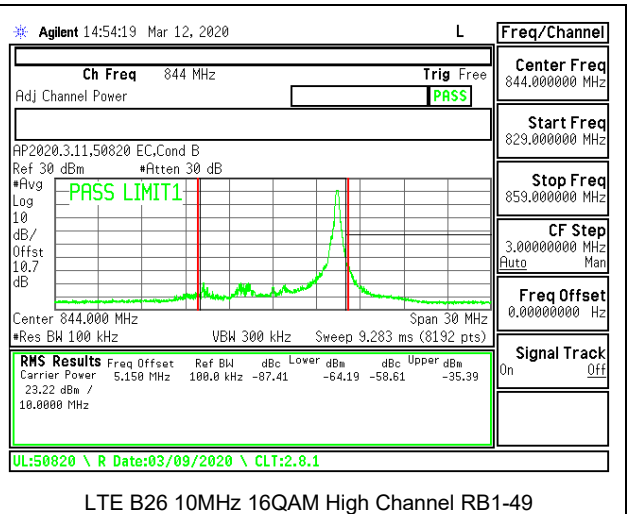 Agilent 14:54:19 Mar 12, 2020 L
Freq/Channel
Ch Freq 844 MHz Trig Free
Adj Channel Power PASS
AP2020.3.11,50820 EC,Cond B
Ref 30 dBm #Atten 30 dB
#Avg
Log
10
dB/
Offst
10.7
dB
PASS LIMIT1
Center 844.000 MHz Span 30 MHz
#Res BW 100 kHz VBW 300 kHz Sweep 9.283 ms (8192 pts)
RMS Results Freq Offset Ref BW dBc Lower dBm dBc Upper dBm
Carrier Power 5.150 MHz 100.0 kHz -87.41 -64.19 -58.61 -35.39
23.22 dBm /
10.0000 MHz
UL:50820 \ R Date:03/09/2020 \ CLT:2.8.1
Center Freq
844.000000 MHz
Start Freq
829.000000 MHz
Stop Freq
859.000000 MHz
CF Step
3.00000000 MHz
Auto Man
Freq Offset
0.00000000 Hz
Signal Track
On Off
LTE B26 10MHz 16QAM High Channel RB1-49